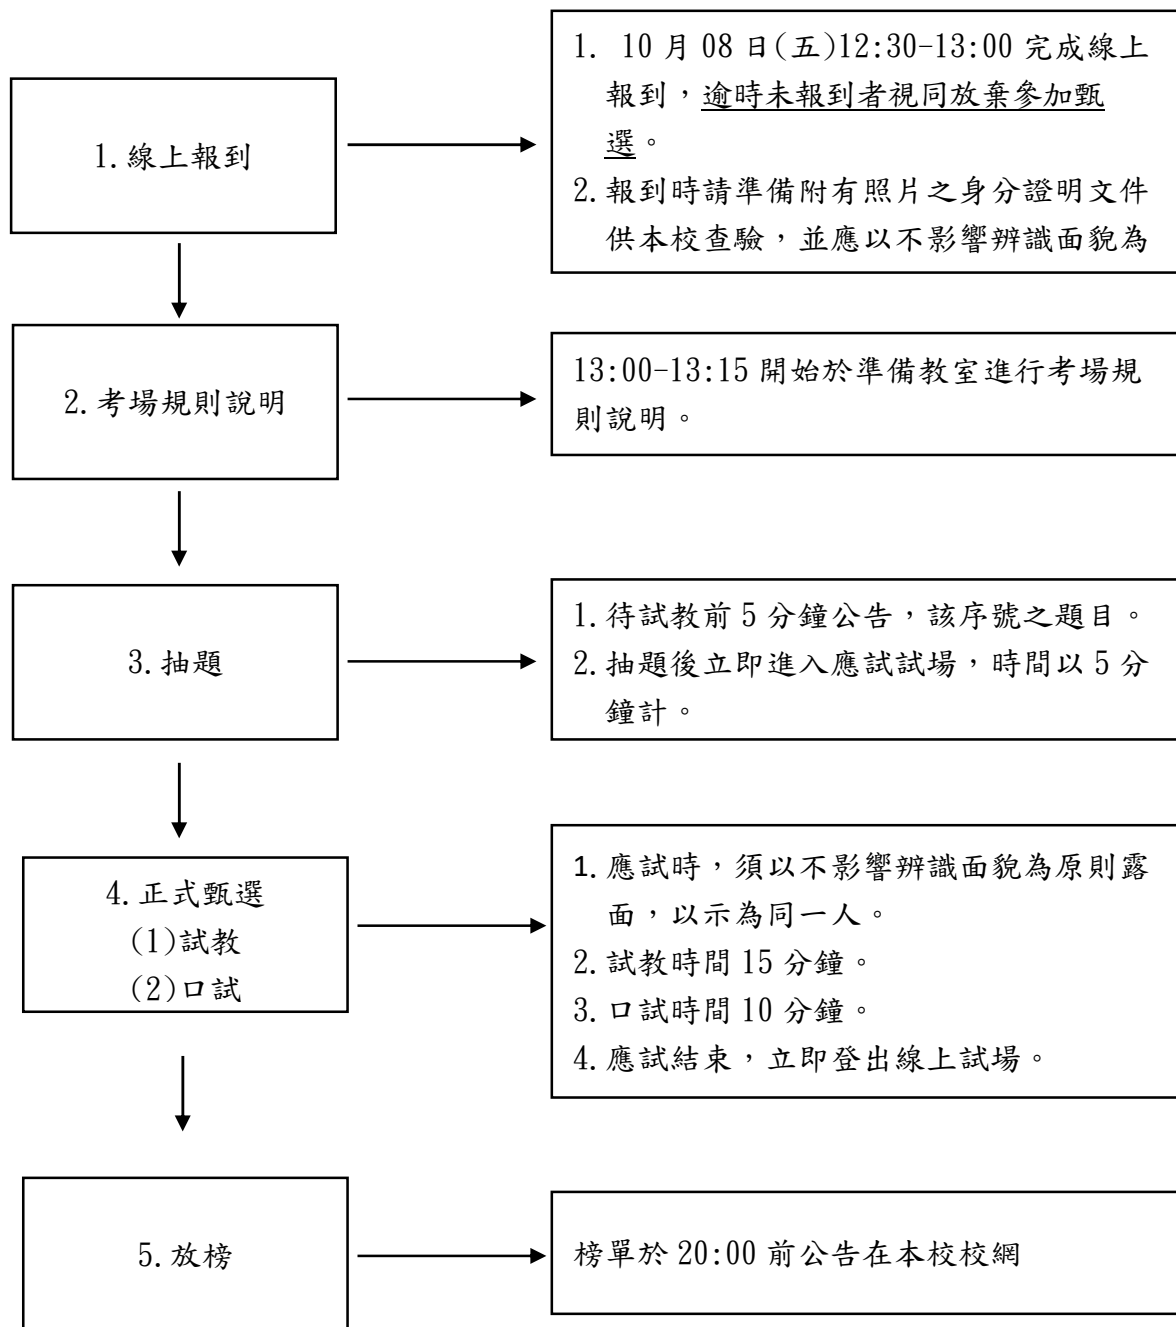 1.線上報到
1. 10月08日(五)12:30-13:00完成線上
報到，逾時未報到者視同放棄參加甄
選。
2.報到時請準備附有照片之身分證明文件
供本校查驗，並應以不影響辨識面貌為
2.考場規則說明
13:00-13:15開始於準備教室進行考場規
則說明。
3.抽題
1.待試教前5分鐘公告，該序號之題目。
2.抽題後立即進入應試試場，時間以5分
鐘計。
4.正式甄選
(1)試教
(2)口試
1.應試時，須以不影響辨識面貌為原則露
面，以示為同一人。
2.試教時間15分鐘。
3.口試時間10分鐘。
4.應試結束，立即登出線上試場。
5.放榜
榜單於20:00前公告在本校校網